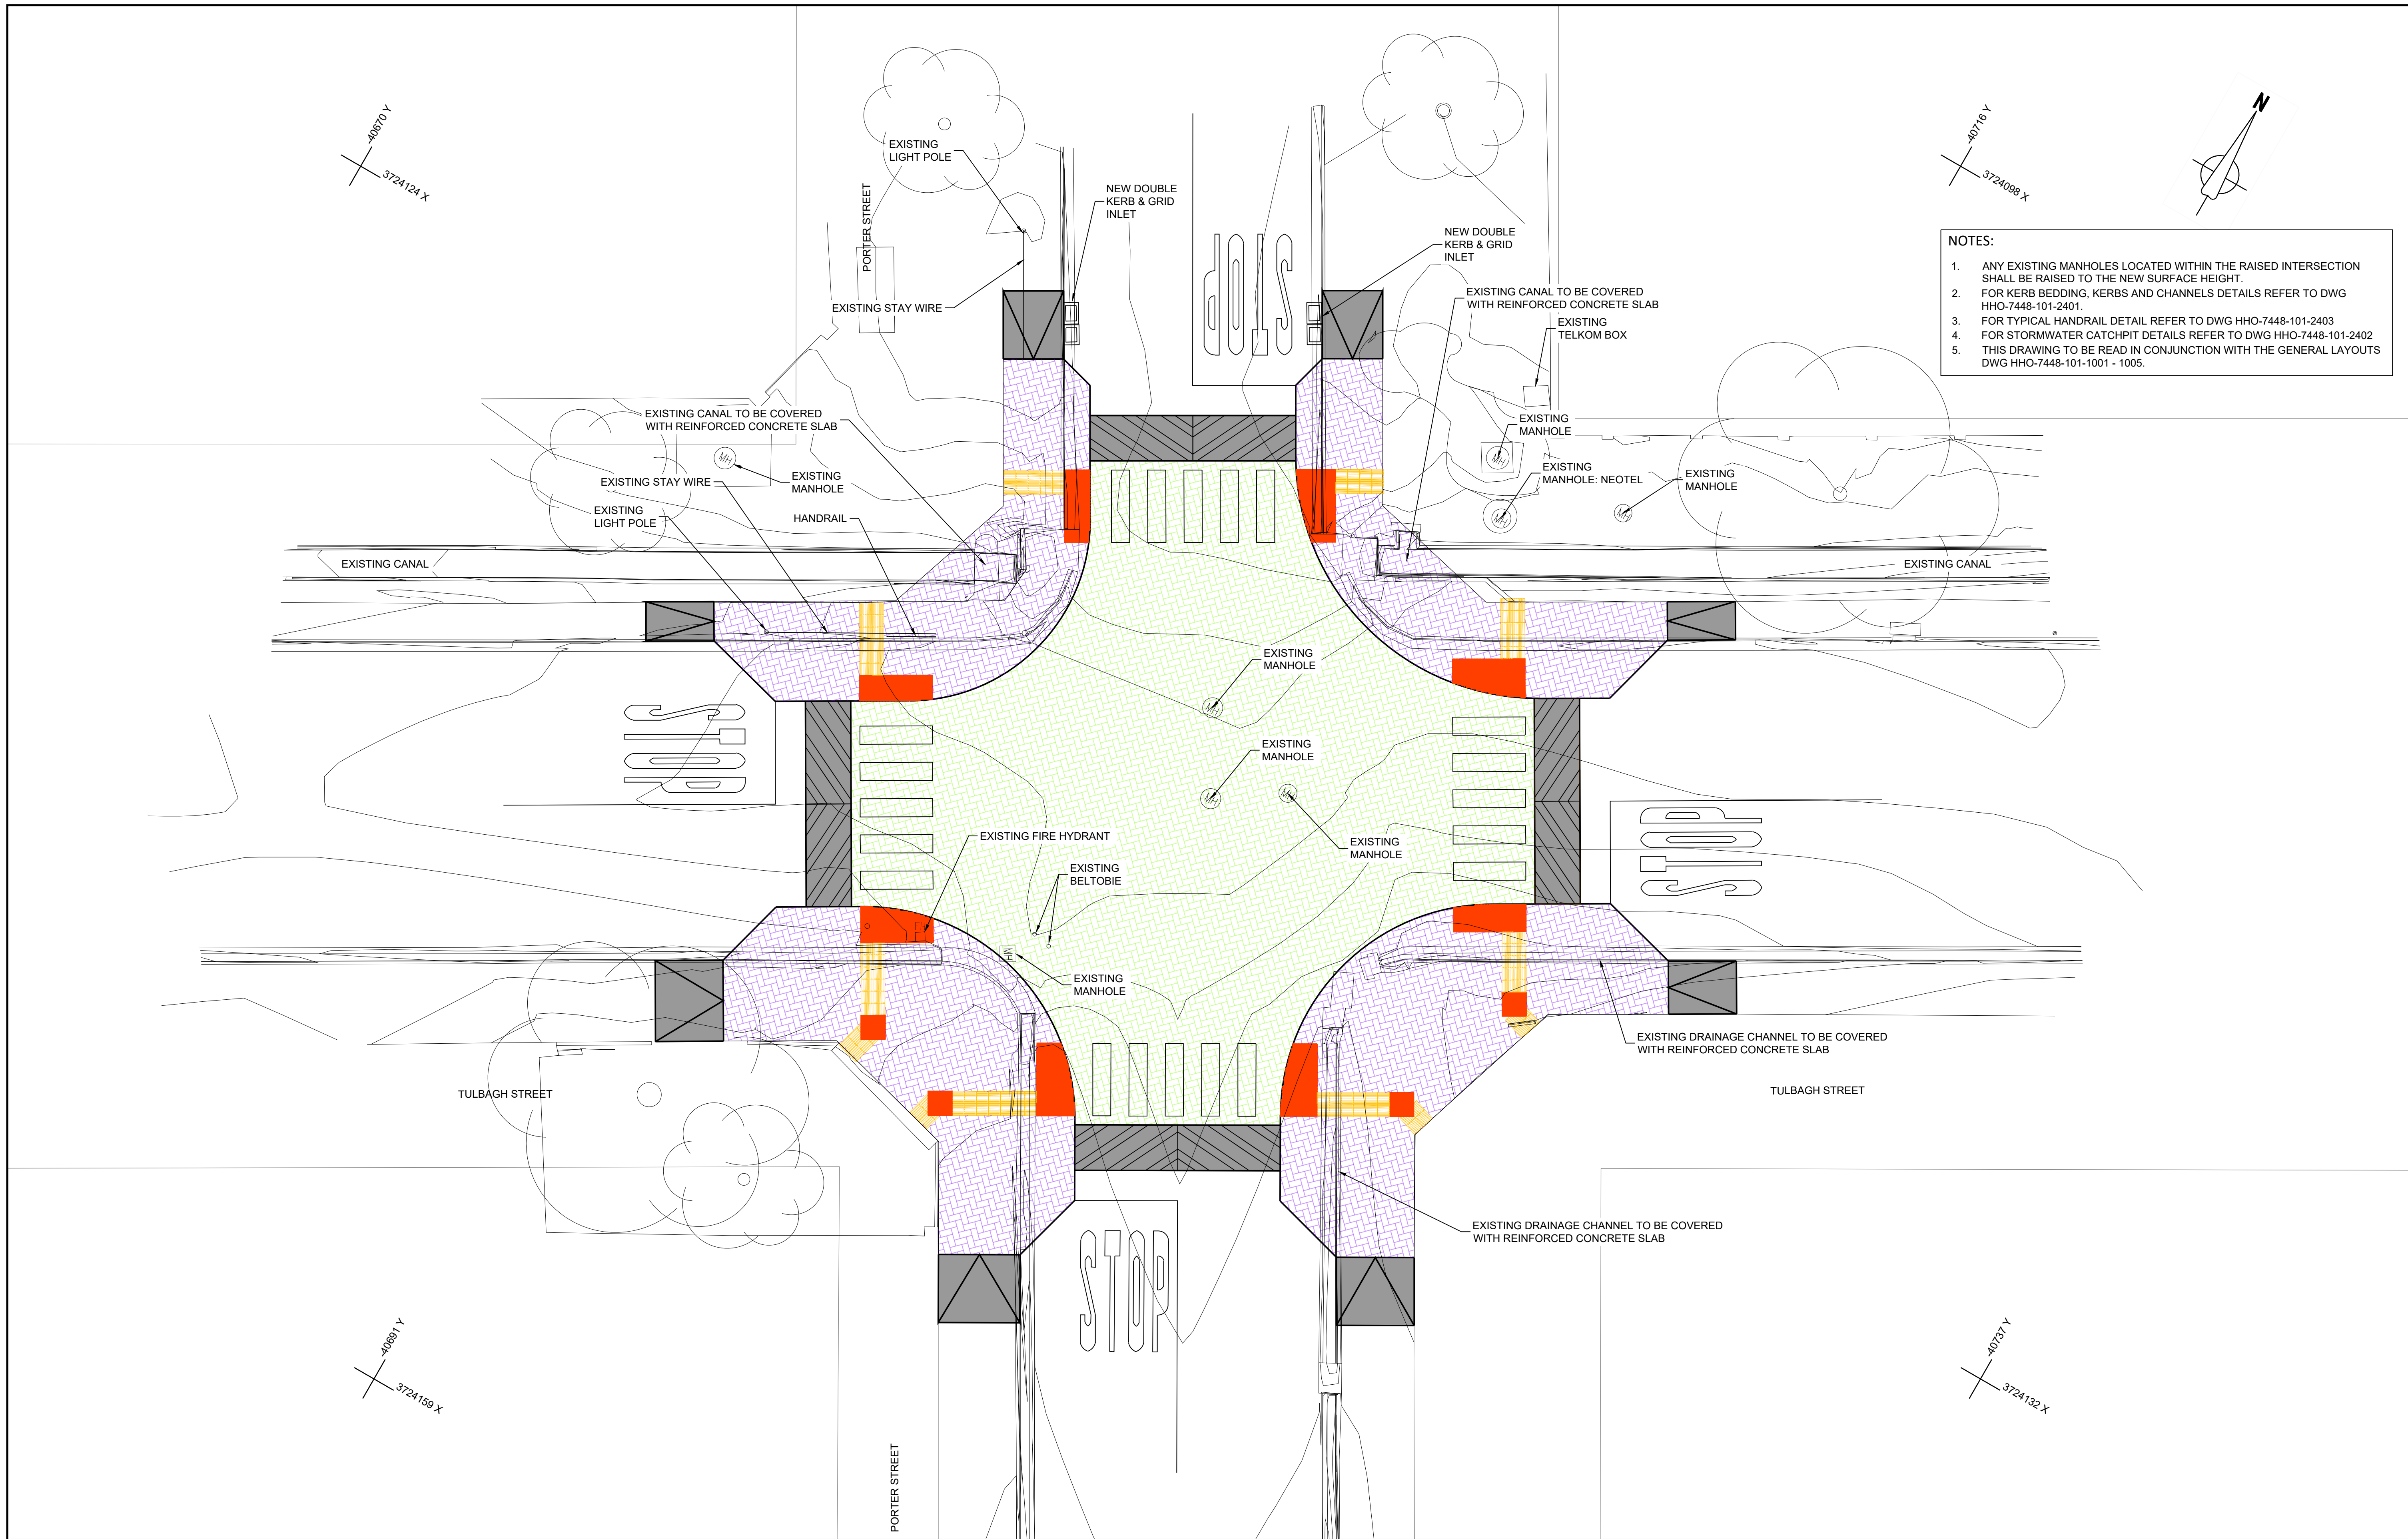 -40670 Y
3724124 X
-40716 Y
3724098 X
N
EXISTING
LIGHT POLE
PORTER STREET
NEW DOUBLE
KERB & GRID
INLET
STOP
NEW DOUBLE
KERB & GRID
INLET
EXISTING STAY WIRE
EXISTING CANAL TO BE COVERED
WITH REINFORCED CONCRETE SLAB
EXISTING
TELKOM BOX
NOTES:
1. ANY EXISTING MANHOLES LOCATED WITHIN THE RAISED INTERSECTION
SHALL BE RAISED TO THE NEW SURFACE HEIGHT.
2. FOR KERB BEDDING, KERBS AND CHANNELS DETAILS REFER TO DWG
HHO-7448-101-2401.
3. FOR TYPICAL HANDRAIL DETAIL REFER TO DWG HHO-7448-101-2403
4. FOR STORMWATER CATCHPIT DETAILS REFER TO DWG HHO-7448-101-2402
5. THIS DRAWING TO BE READ IN CONJUNCTION WITH THE GENERAL LAYOUTS
DWG HHO-7448-101-1001 - 1005.
EXISTING CANAL TO BE COVERED
WITH REINFORCED CONCRETE SLAB
MH
EXISTING
MANHOLE
EXISTING STAY WIRE
EXISTING
LIGHT POLE
HANDRAIL
EXISTING
MANHOLE
MH
EXISTING
MANHOLE: NEOTEL
MH
EXISTING
MANHOLE
MH
EXISTING CANAL
EXISTING CANAL
EXISTING
MANHOLE
MH
STOP
EXISTING
MANHOLE
MH
MH
EXISTING
MANHOLE
STOP
EXISTING FIRE HYDRANT
EXISTING
BELTOBIE
FH
MH
EXISTING
MANHOLE
EXISTING DRAINAGE CHANNEL TO BE COVERED
WITH REINFORCED CONCRETE SLAB
TULBAGH STREET
TULBAGH STREET
EXISTING DRAINAGE CHANNEL TO BE COVERED
WITH REINFORCED CONCRETE SLAB
STOP
-40691 Y
3724159 X
-40737 Y
3724132 X
PORTER STREET